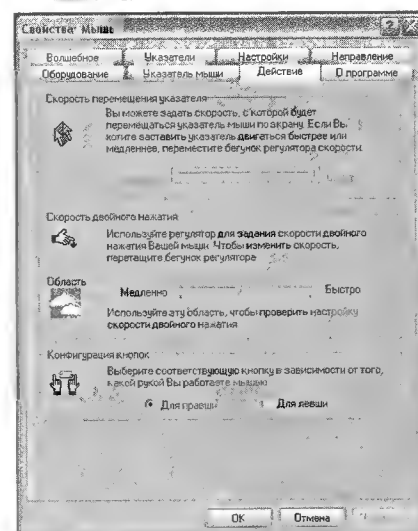 Свойства: Мышь
Волшебное Указатели Настройки Направление
Оборудование Указатель мыши Действие О программе
Скорость перемещения указателя
Вы можете задать скорость, с которой будет
перемещаться указатель мыши по экрану. Если Вы
хотите заставить указатель двигаться быстрее или
медленнее, переместите бегунок регулятора скорости.
Скорость двойного нажатия
Используйте регулятор для задания скорости двойного
нажатия Вашей мыши. Чтобы изменить скорость,
перетащите бегунок регулятора
Область
Медленно Быстро
Используйте эту область, чтобы проверить настройку
скорости двойного нажатия
Конфигурация кнопок
Выберите соответствующую кнопку в зависимости от того,
какой рукой Вы работаете мышью
Для правши Для левши
OK Отмена